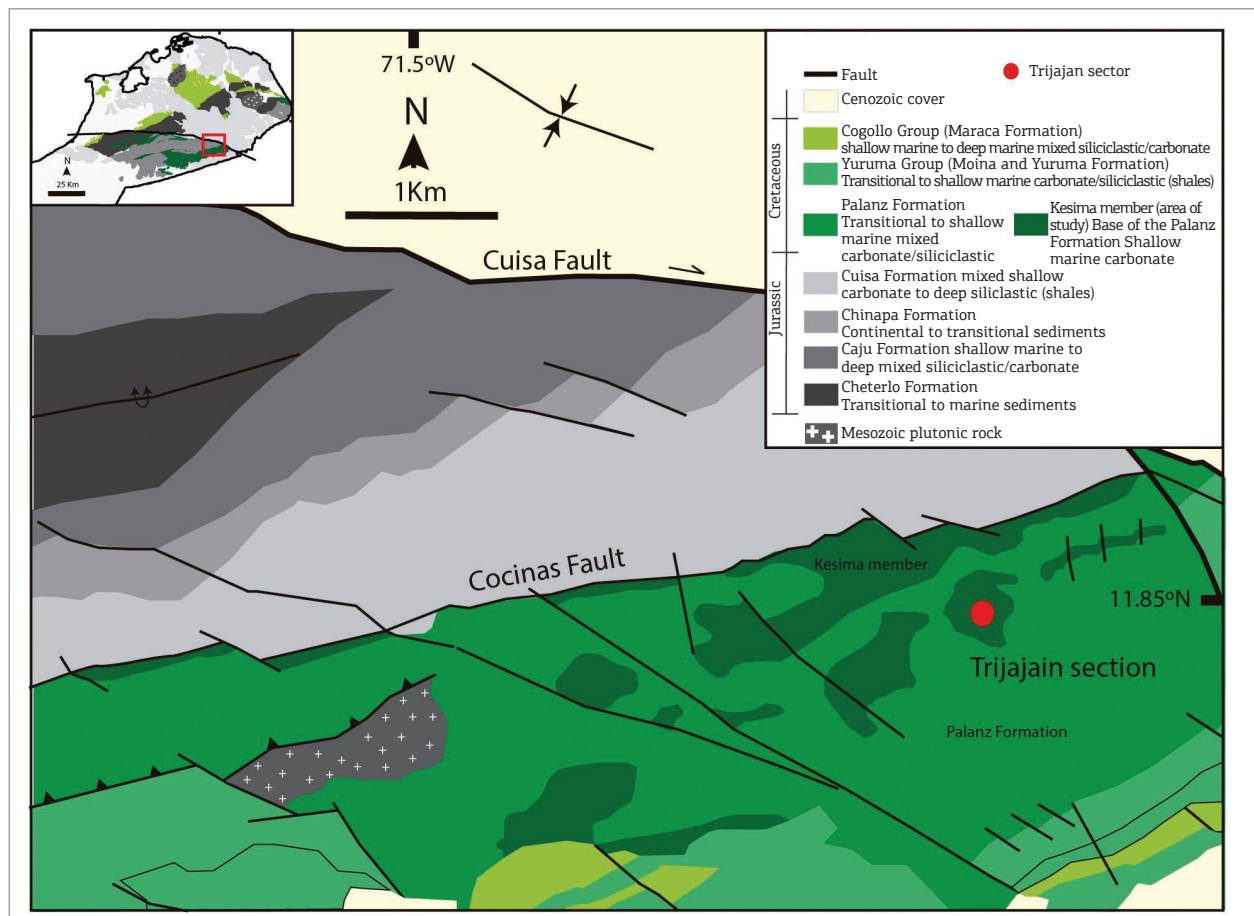 N
25 Km
71.5ºW
N
1Km
Cuisa Fault
Fault
Trijajan sector
Cenozoic cover
Cretaceous
Cogollo Group (Maraca Formation)
shallow marine to deep marine mixed siliciclastic/carbonate
Yuruma Group (Moina and Yuruma Formation)
Transitional to shallow marine carbonate/siliciclastic (shales)
Palanz Formation
Transitional to shallow
marine mixed
carbonate/siliciclastic
Kesima member (area of
study) Base of the Palanz
Formation Shallow
marine carbonate
Jurassic
Cuisa Formation mixed shallow
carbonate to deep siliclastic (shales)
Chinapa Formation
Continental to transitional sediments
Caju Formation shallow marine to
deep mixed siliciclastic/carbonate
Cheterlo Formation
Transitional to marine sediments
Mesozoic plutonic rock
Cocinas Fault
Kesima member
11.85ºN
Trijajain section
Palanz Formation